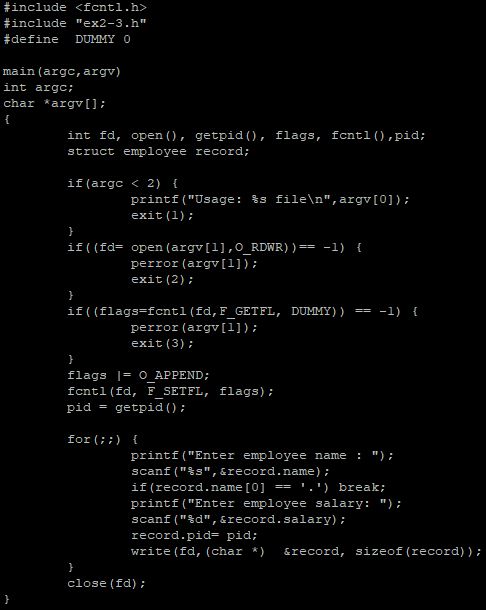 #include <fcntl.h>
#include "ex2-3.h"
#define  DUMMY 0

main(argc,argv)
int argc;
char *argv[];
{
        int fd, open(), getpid(), flags, fcntl(),pid;
        struct employee record;

        if(argc < 2) {
                printf("Usage: %s file\n",argv[0]);
                exit(1);
        }
        if((fd= open(argv[1],O_RDWR))== -1) {
                perror(argv[1]);
                exit(2);
        }
        if((flags=fcntl(fd,F_GETFL, DUMMY)) == -1) {
                perror(argv[1]);
                exit(3);
        }
        flags |= O_APPEND;
        fcntl(fd, F_SETFL, flags);
        pid = getpid();

        for(;;) {
                printf("Enter employee name : ");
                scanf("%s",&record.name);
                if(record.name[0] == '.') break;
                printf("Enter employee salary: ");
                scanf("%d",&record.salary);
                record.pid= pid;
                write(fd,(char *)  &record, sizeof(record));
        }
        close(fd);
}